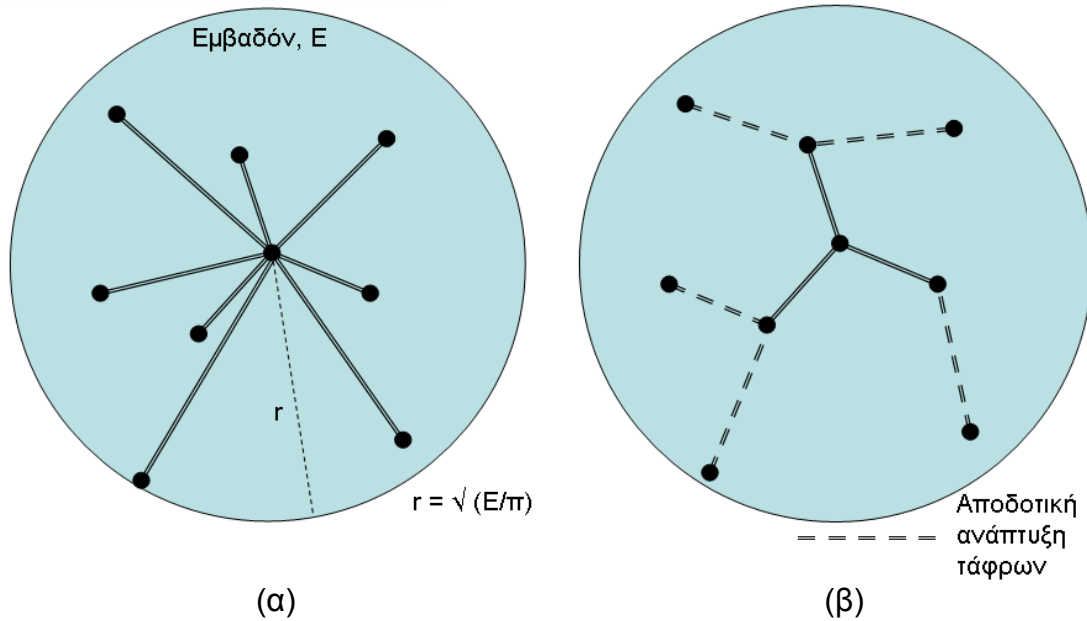 Εμβαδόν, Ε
r
r = √ (Ε/π)
Αποδοτική
ανάπτυξη
τάφρων
(α)
(β)